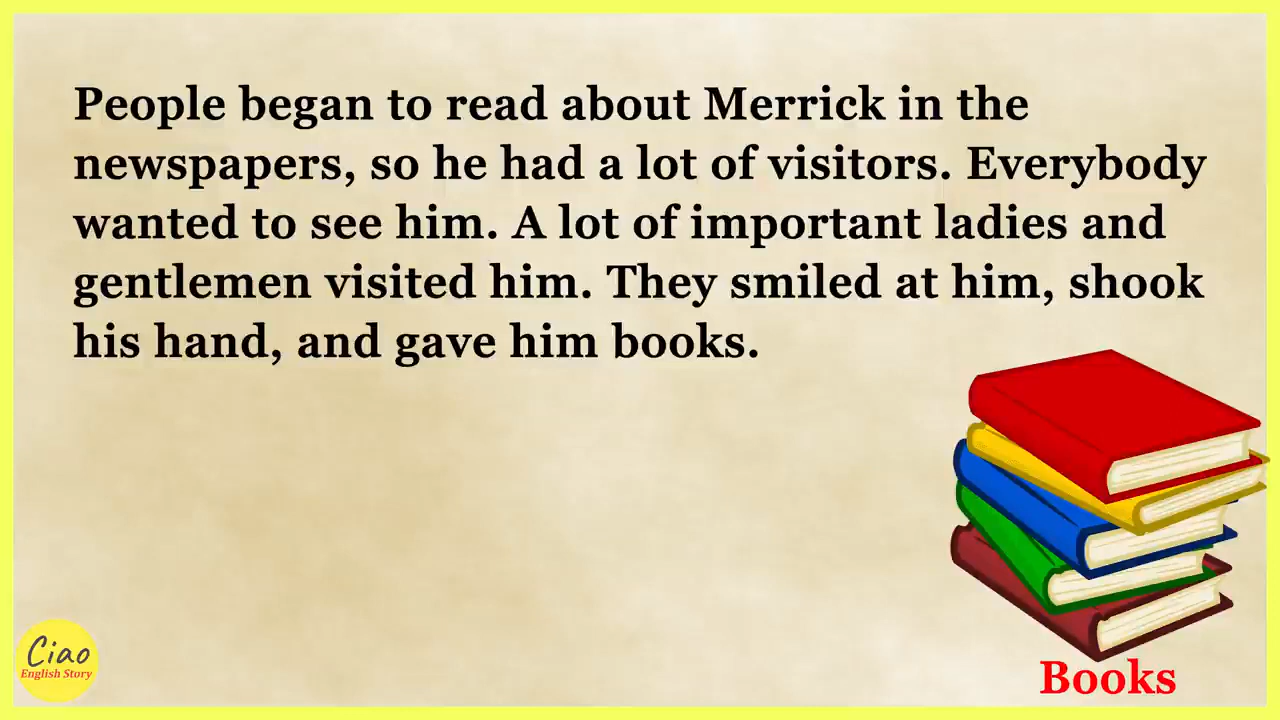 People began to read about Merrick in the
newspapers, so he had a lot of visitors. Everybody
wanted to see him. A lot of important ladies and
gentlemen visited him. They smiled at him, shook
his hand, and gave him books.
Ciao
English Story
Books